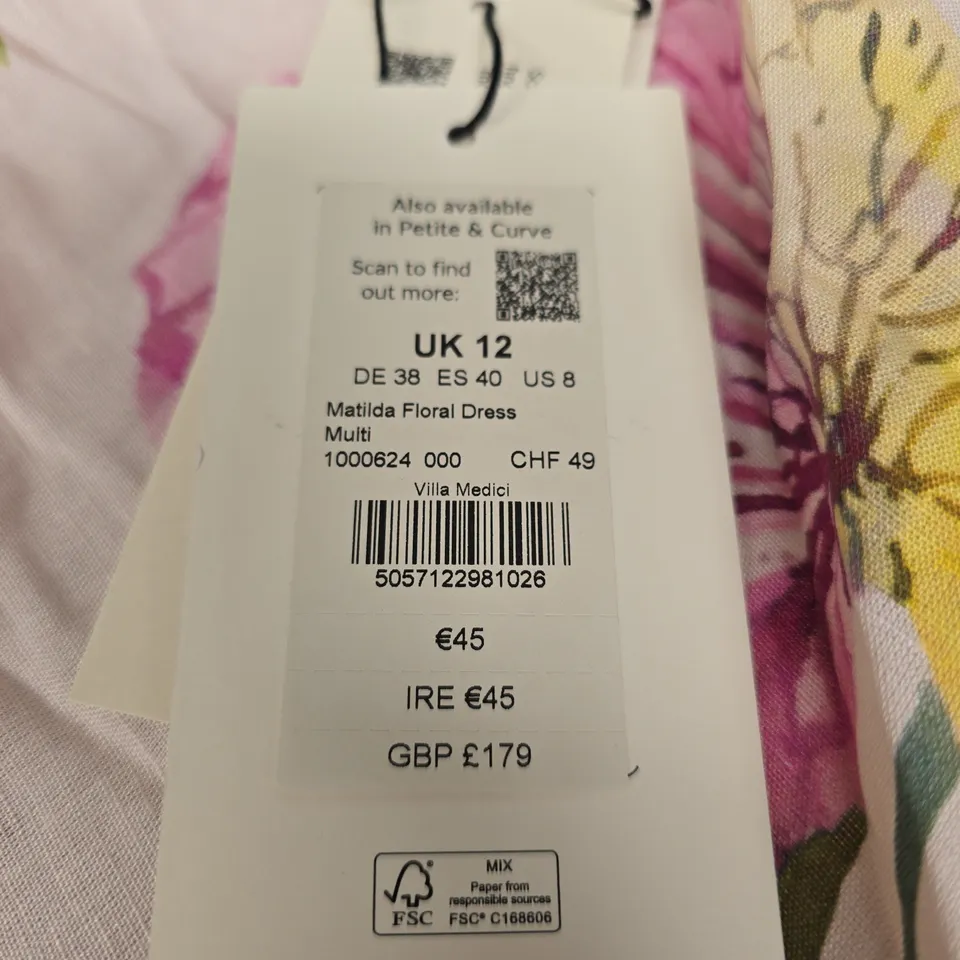 Also available
in Petite & Curve
Scan to find
out more:
UK 12
DE 38 ES 40 US 8
Matilda Floral Dress
Multi
1000624 000 CHF 49
Villa Medici
5057122981026
€45
IRE €45
GBP £179
MIX
Paper from
responsible sources
FSC® C168606
FSC